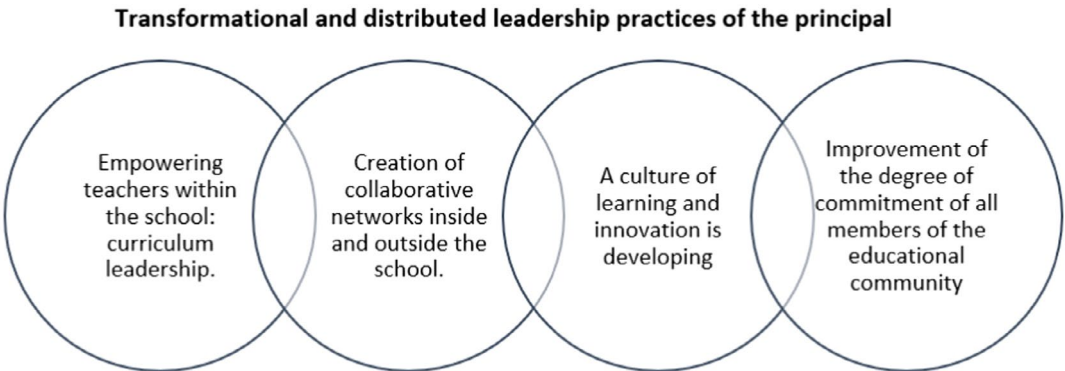 Transformational and distributed leadership practices of the principal
Empowering
teachers within
the school:
curriculum
leadership.
Creation of
collaborative
networks inside
and outside the
school.
A culture of
learning and
innovation is
developing
Improvement of
the degree of
commitment of all
members of the
educational
community